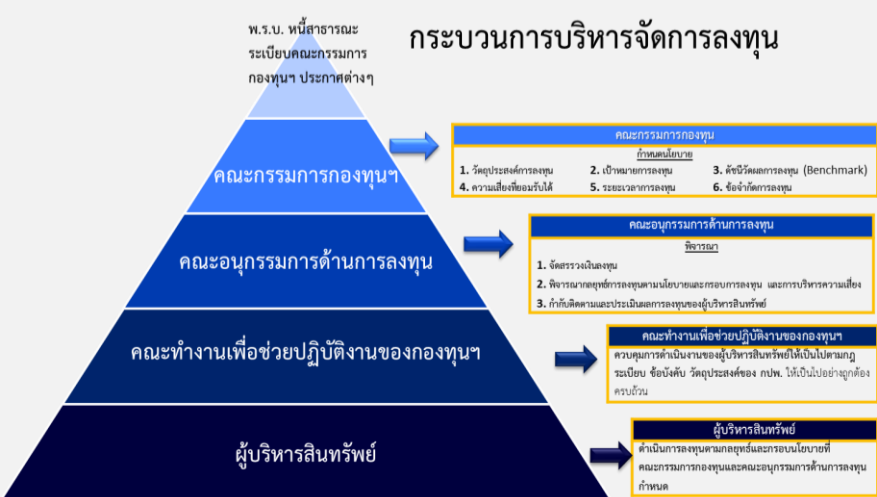 พ.ร.บ. หนี้สาธารณะ
ระเบียบคณะกรรมการ
กองทุนฯ ประกาศต่างๆ
กระบวนการบริหารจัดการลงทุน
คณะกรรมการกองทุนฯ
คณะกรรมการกองทุน
กำหนดนโยบาย
1. วัตถุประสงค์การลงทุน 2. เป้าหมายการลงทุน 3. ดัชนีวัดผลการลงทุน (Benchmark)
4. ความเสี่ยงที่ยอมรับได้ 5. ระยะเวลาการลงทุน 6. ข้อจำกัดการลงทุน
คณะอนุกรรมการด้านการลงทุน
คณะอนุกรรมการด้านการลงทุน
พิจารณา
1. จัดสรรวงเงินลงทุน
2. พิจารณากลยุทธ์การลงทุนตามนโยบายและกรอบการลงทุน และการบริหารความเสี่ยง
3. กำกับติดตามและประเมินผลการลงทุนของผู้บริหารสินทรัพย์
คณะทำงานเพื่อช่วยปฏิบัติงานของกองทุนฯ
คณะทำงานเพื่อช่วยปฏิบัติงานของกองทุนฯ
ควบคุมการดำเนินงานของผู้บริหารสินทรัพย์ให้เป็นไปตามกฎ
ระเบียบ ข้อบังคับ วัตถุประสงค์ของ กปพ. ให้เป็นไปอย่างถูกต้อง
ครบถ้วน
ผู้บริหารสินทรัพย์
ผู้บริหารสินทรัพย์
ดำเนินการลงทุนตามกลยุทธ์และกรอบนโยบายที่
คณะกรรมการกองทุนและคณะอนุกรรมการด้านการลงทุน
กำหนด